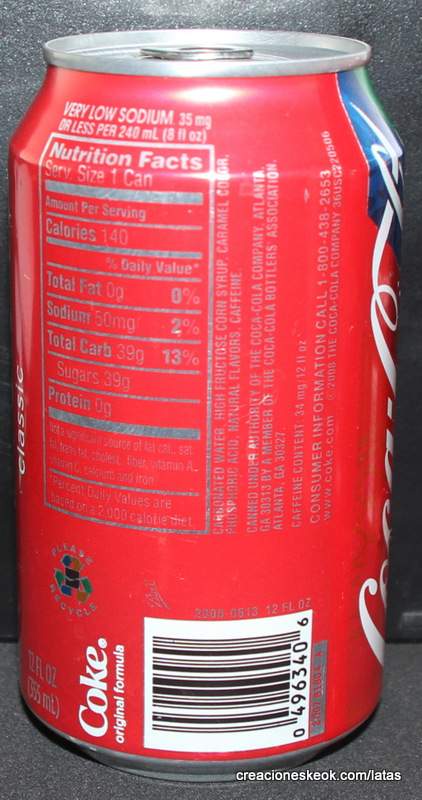 VERY LOW SODIUM, 35 mg
OR LESS PER 240 mL (8 fl oz)
Nutrition Facts
Serv. Size 1 Can
Amount Per Serving
Calories 140
% Daily Value*
Total Fat 0g 0%
Sodium 50mg 2%
Total Carb 39g 13%
Sugars 39g
Protein 0g
Not a significant source of fat cal., sat.
fat, trans fat, cholest., fiber, vitamin A,
vitamin C, calcium and iron.
*Percent Daily Values are
based on a 2,000 calorie diet.
CARBONATED WATER, HIGH FRUCTOSE CORN SYRUP, CARAMEL COLOR,
PHOSPHORIC ACID, NATURAL FLAVORS, CAFFEINE.
CANNED UNDER AUTHORITY OF THE COCA-COLA COMPANY, ATLANTA,
GA 30313 BY A MEMBER OF THE COCA-COLA BOTTLERS' ASSOCIATION,
ATLANTA, GA 30327.
CAFFEINE CONTENT: 34 mg/12 fl oz
CONSUMER INFORMATION CALL 1-800-438-2653
www.coke.com © 2008 THE COCA-COLA COMPANY
classic
PLEASE
RECYCLE
2008-0513 12 FL OZ
12 FL OZ
(355 mL)
Coke.
original formula
0 496340 6
Coca-Cola
creacioneskeok.com/latas